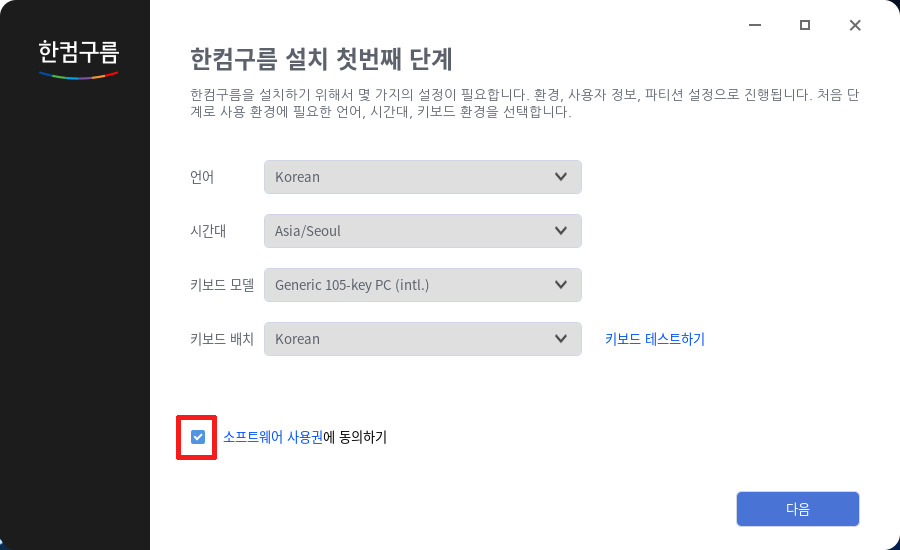 한컴구름
한컴구름 설치 첫번째 단계
한컴구름을 설치하기 위해서 몇 가지의 설정이 필요합니다. 환경, 사용자 정보, 파티션 설정으로 진행됩니다. 처음 단
계로 사용 환경에 필요한 언어, 시간대, 키보드 환경을 선택합니다.
언어 Korean
시간대 Asia/Seoul
키보드 모델 Generic 105-key PC (intl.)
키보드 배치 Korean 키보드 테스트하기
소프트웨어 사용권에 동의하기
다음